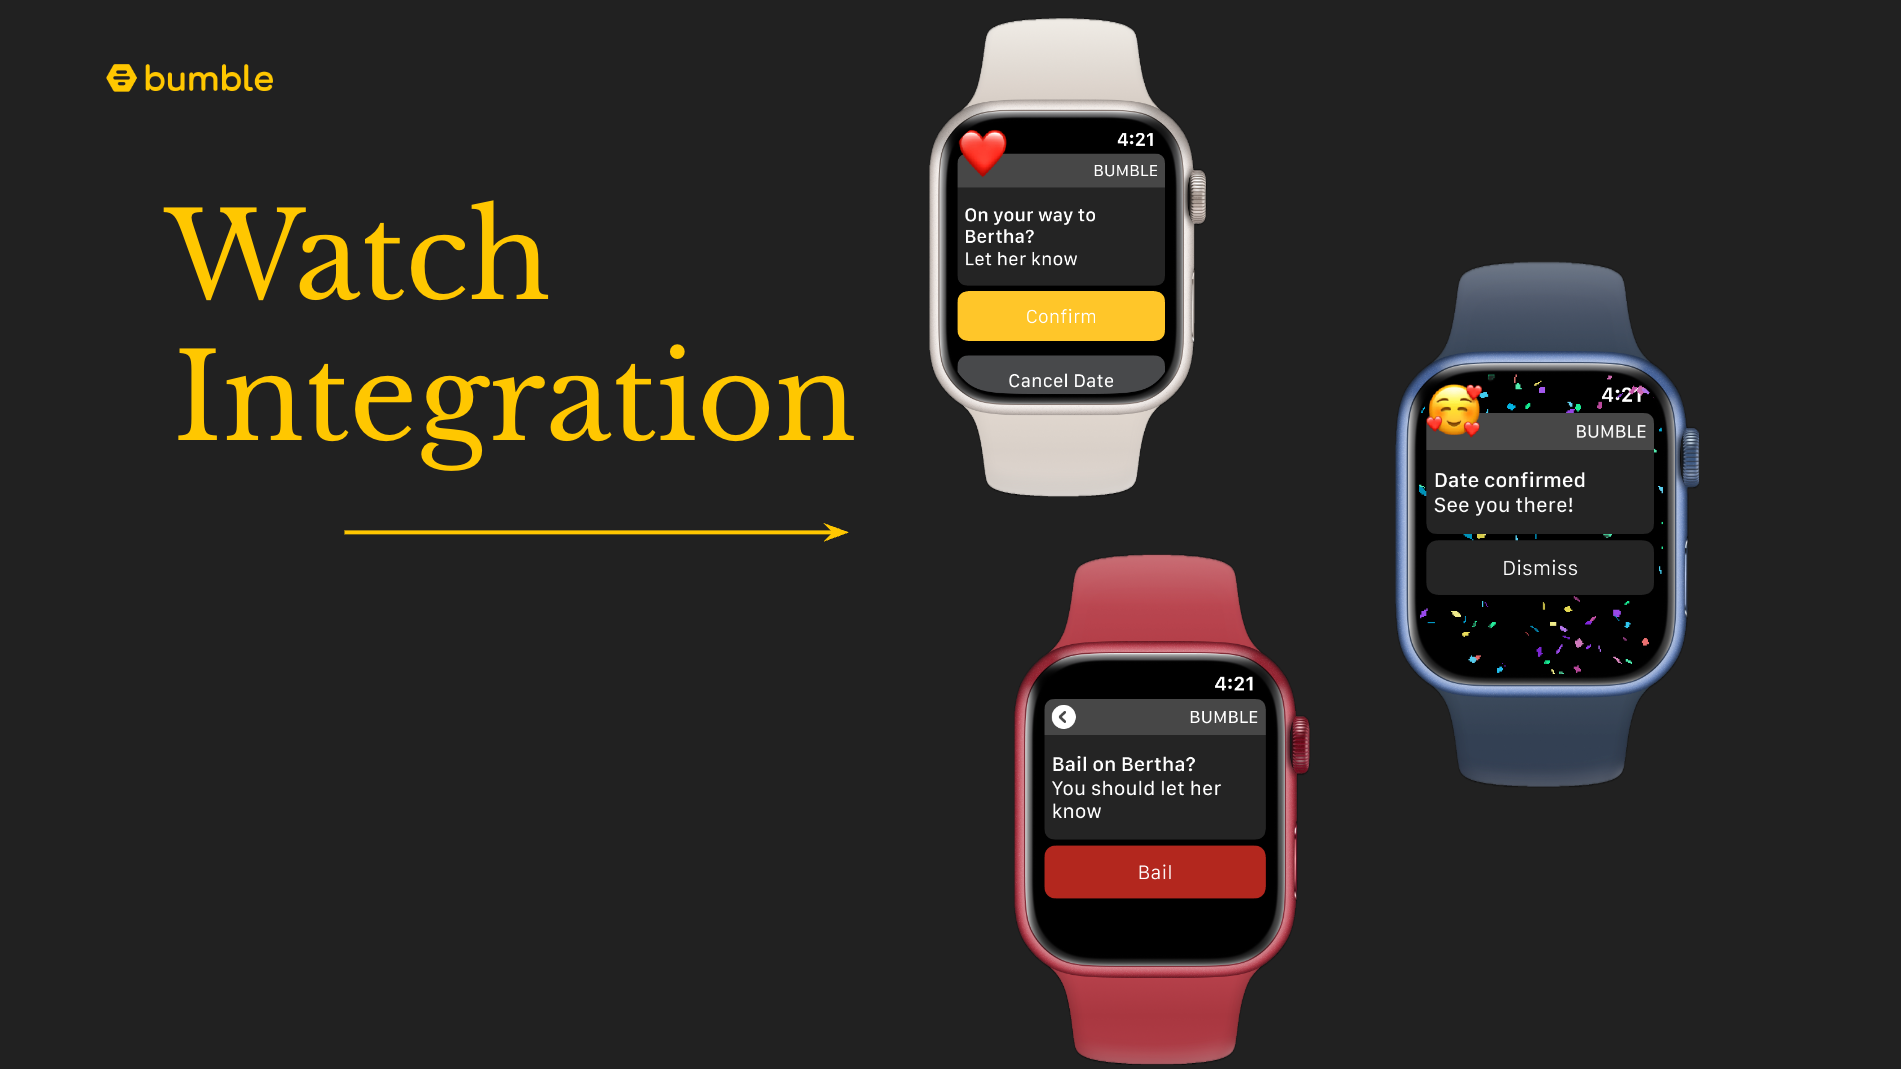 bumble
Watch
Integration
4:21
BUMBLE
On your way to
Bertha?
Let her know
Confirm
Cancel Date
4:21
BUMBLE
Date confirmed
See you there!
Dismiss
4:21
BUMBLE
Bail on Bertha?
You should let her
know
Bail